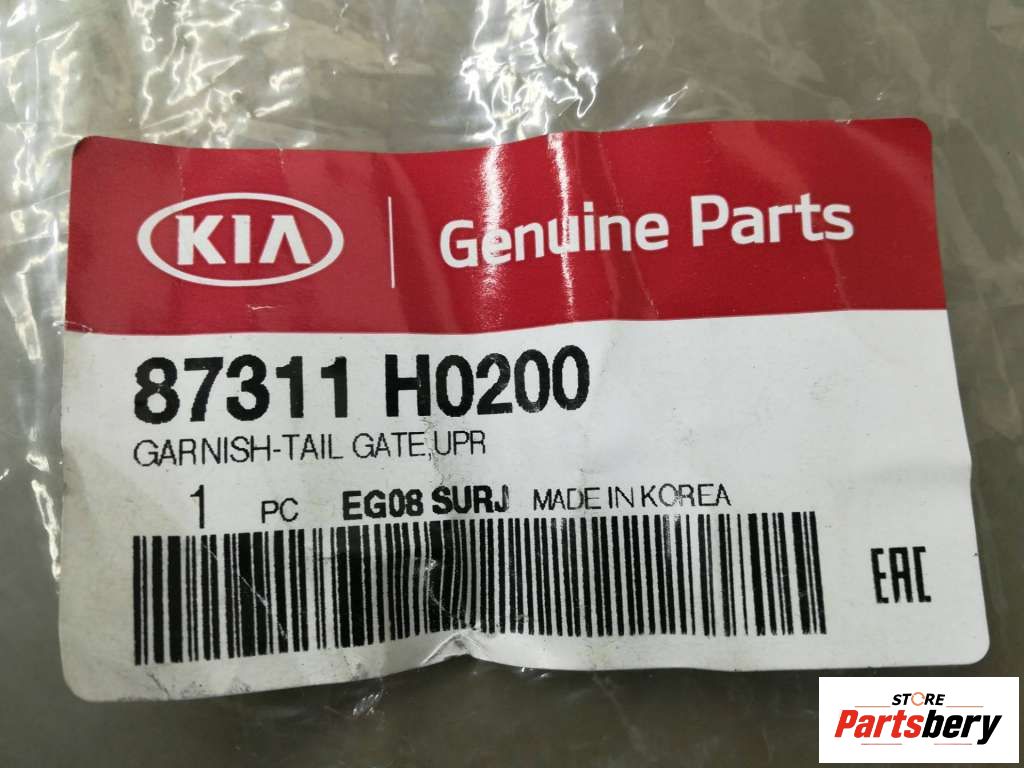 KIA Genuine Parts
87311 H0200
GARNISH-TAIL GATE,UPR
1 PC EG08 SURJ MADE IN KOREA
EAC
STORE
Partsbery